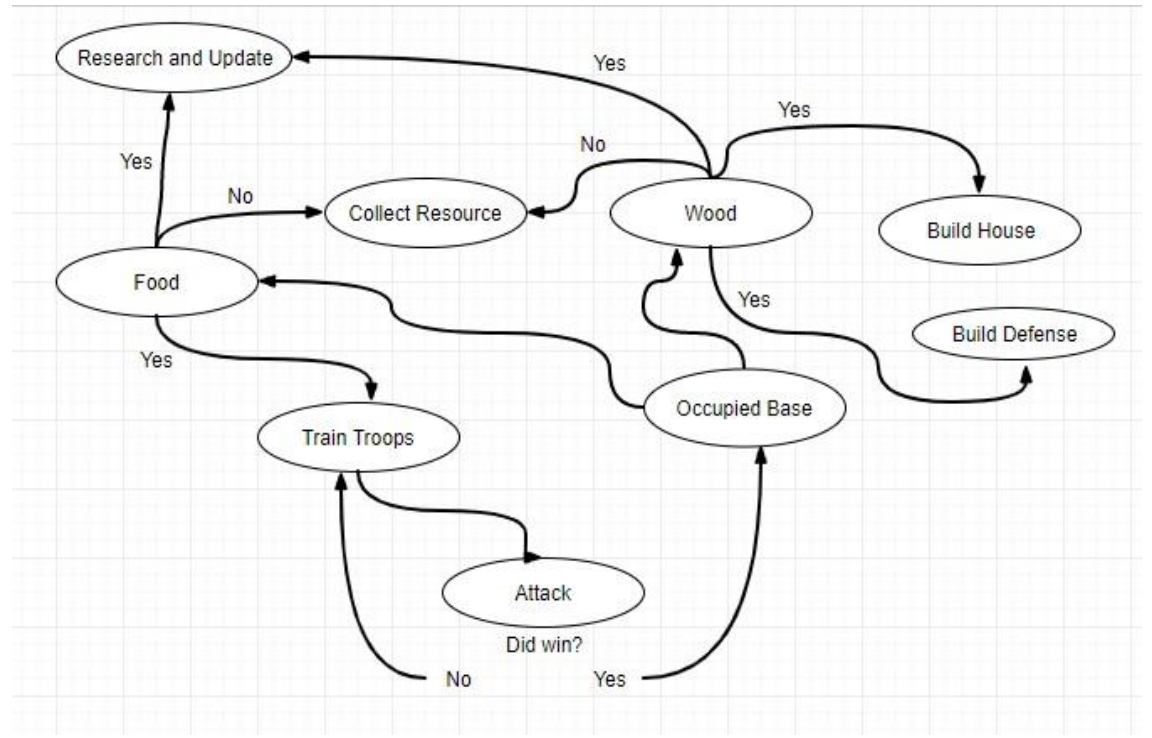 Research and Update
Yes
Yes
No
Yes
No
Collect Resource
Wood
Build House
Food
Yes
Build Defense
Yes
Occupied Base
Train Troops
Attack
Did win?
No
Yes